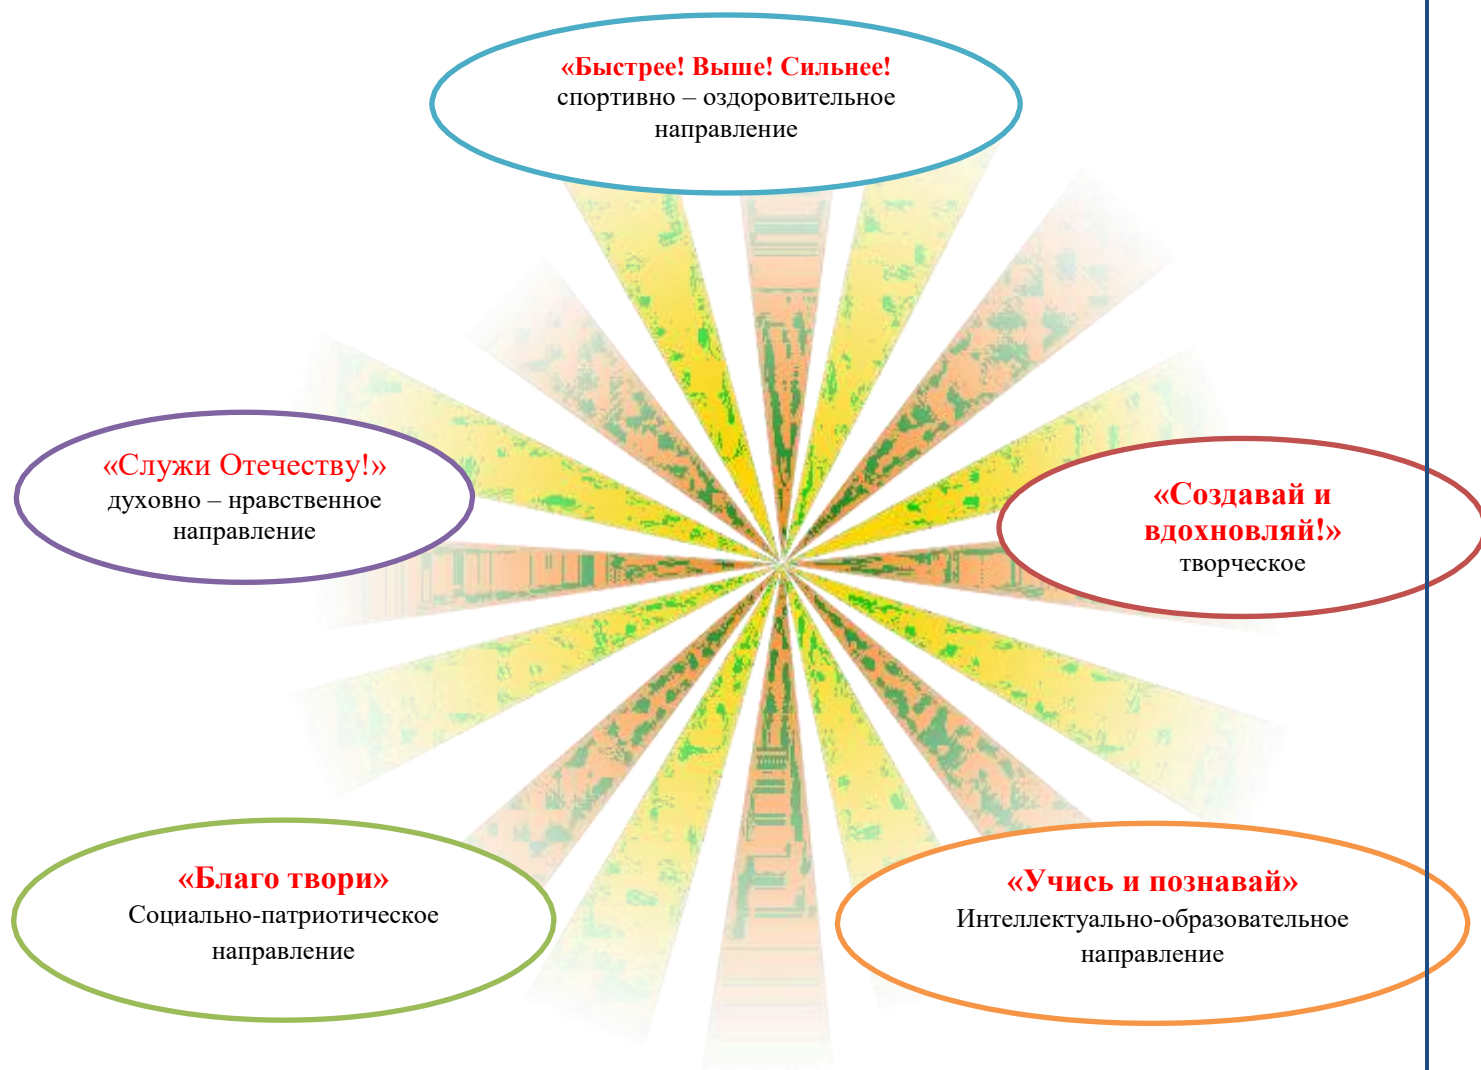 «Быстрее! Выше! Сильнее!
спортивно – оздоровительное
направление
«Служи Отечеству!»
духовно – нравственное
направление
«Создавай и
вдохновляй!»
творческое
«Благо твори»
Социально-патриотическое
направление
«Учись и познавай»
Интеллектуально-образовательное
направление